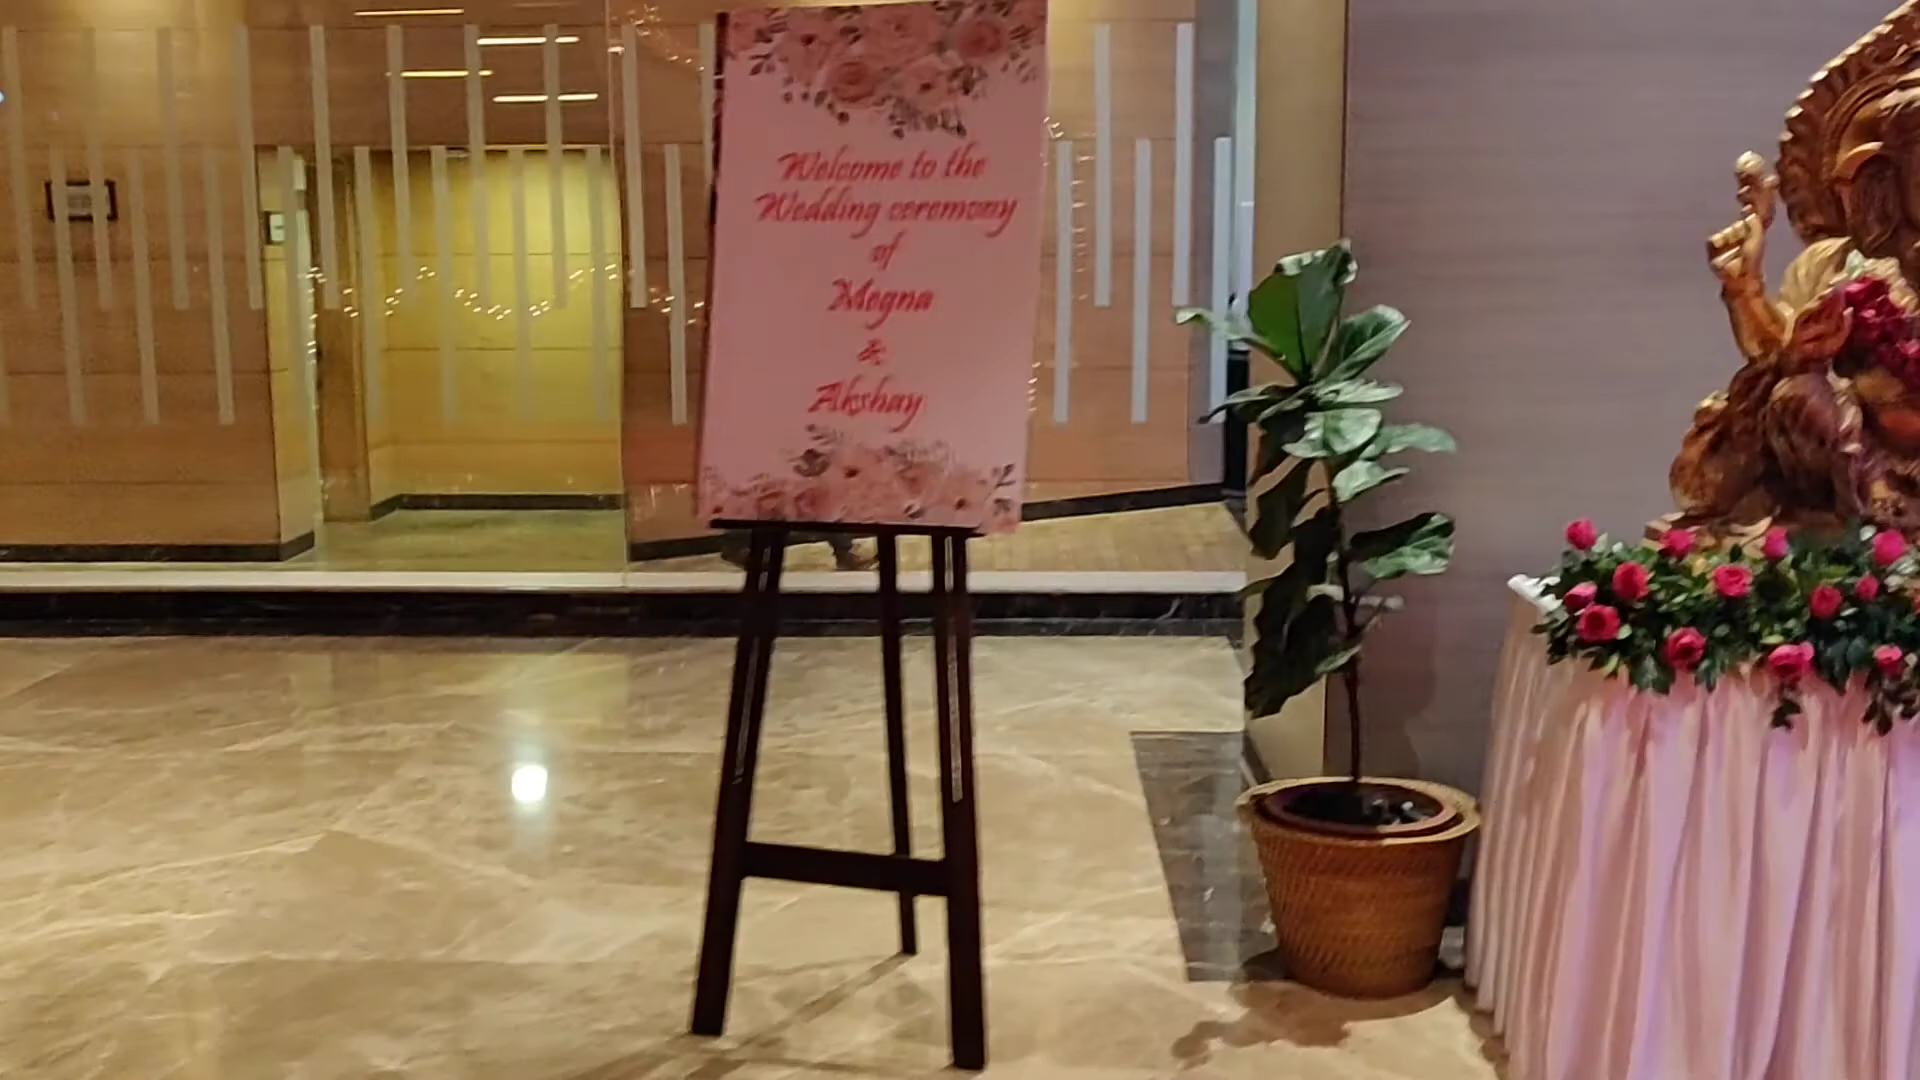 Welcome to the
Wedding ceremony
of
Megna
&
Akshay